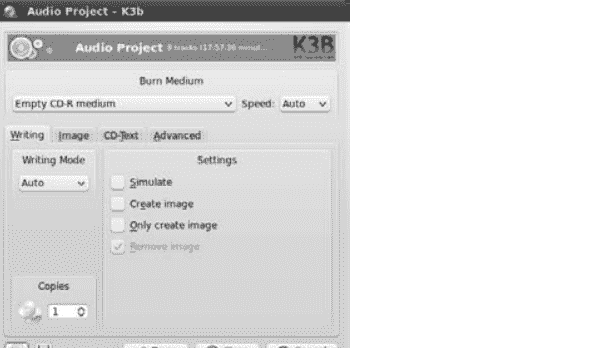 Audio Project - K3b
Audio Project
K3B
Burn Medium
Empty CD-R medium Speed: Auto
Writing Image CD-Text Advanced
Writing Mode
Auto
Settings
Simulate
Create image
Only create image
Remove image
Copies
1